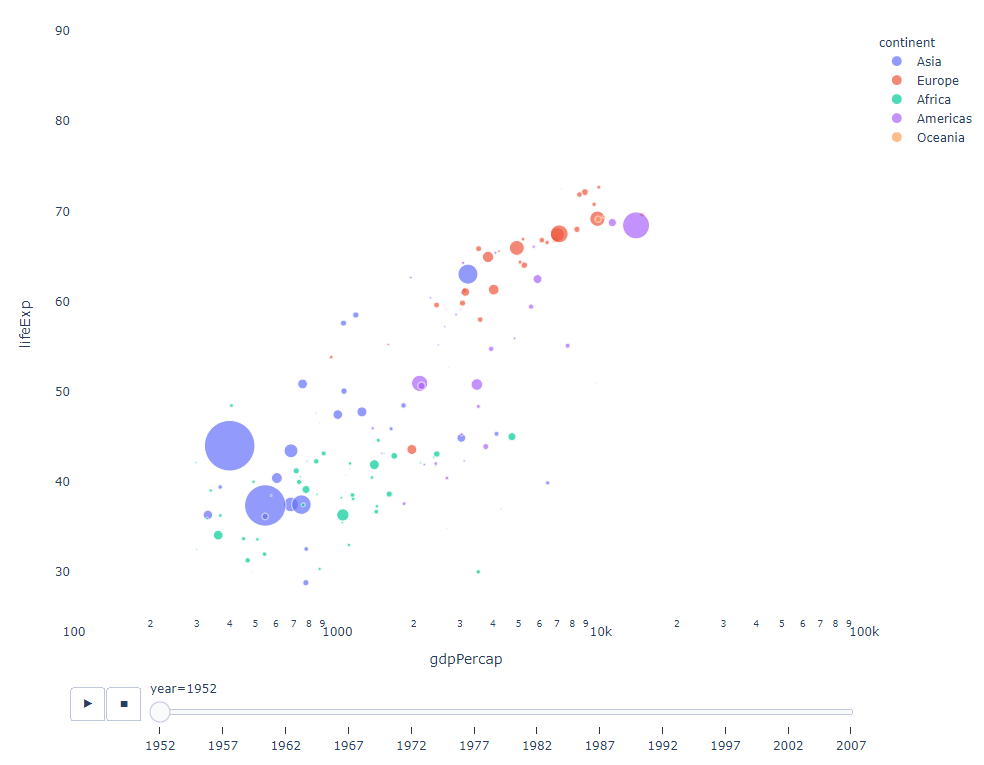 90
80
70
60
50
40
30
lifeExp
continent
Asia
Europe
Africa
Americas
Oceania
100 2 3 4 5 6 7 8 9 1000 2 3 4 5 6 7 8 9 10k 2 3 4 5 6 7 8 9 100k
gdpPercap
year=1952
1952 1957 1962 1967 1972 1977 1982 1987 1992 1997 2002 2007